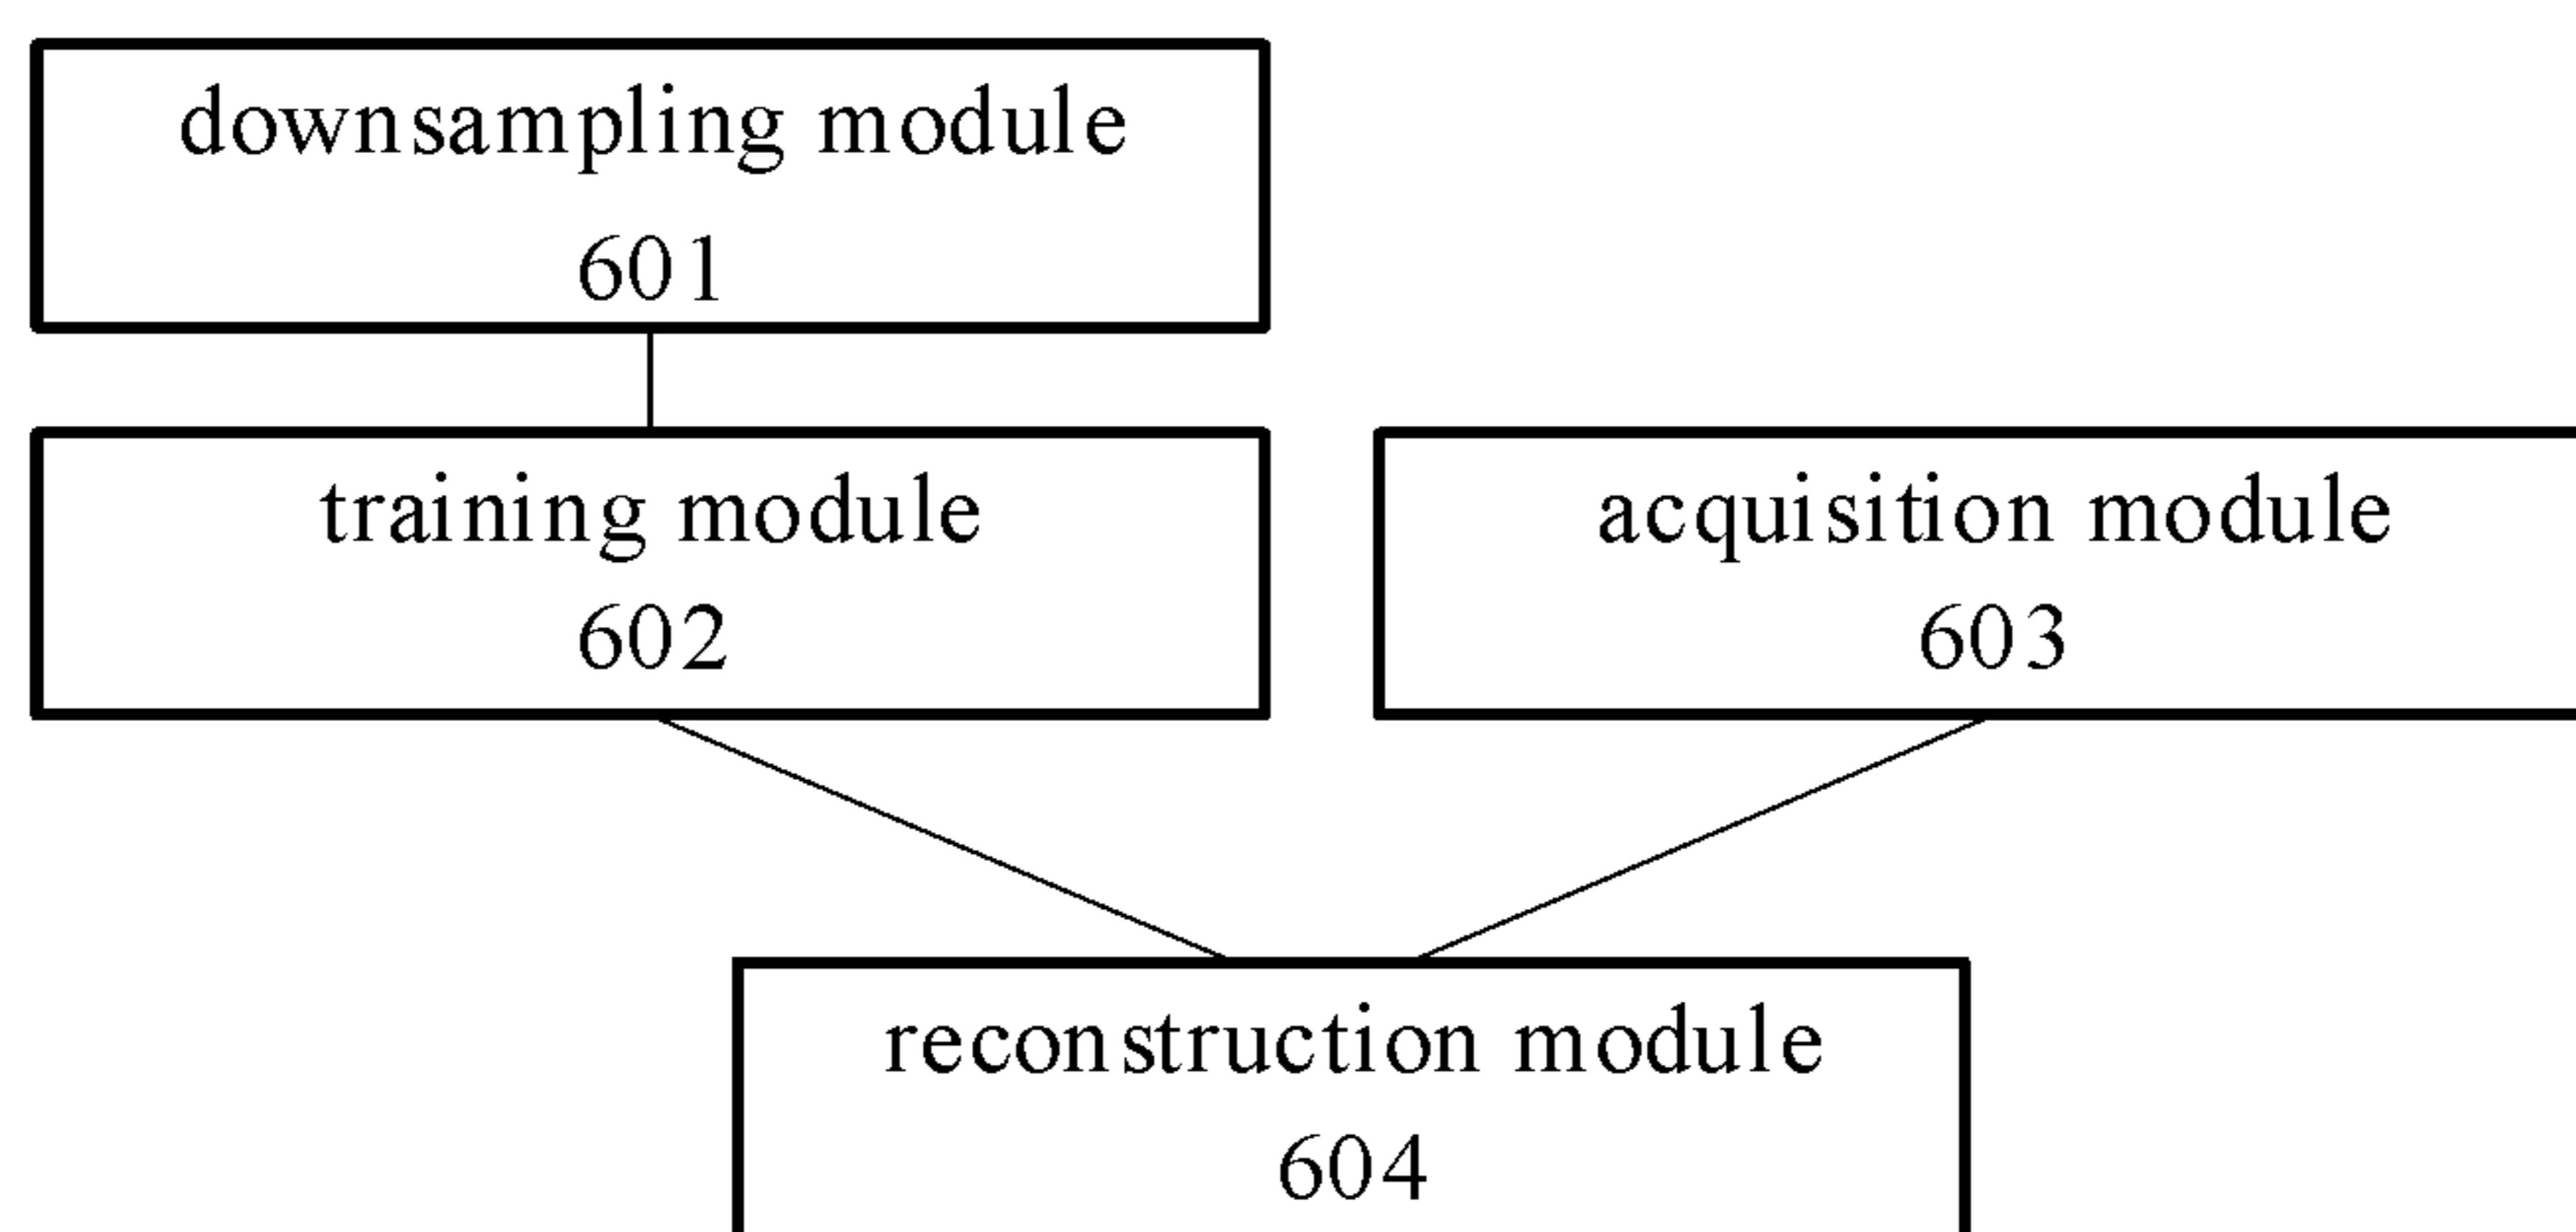 downsampling module
601
training module
602
acquisition module
603
reconstruction module
604